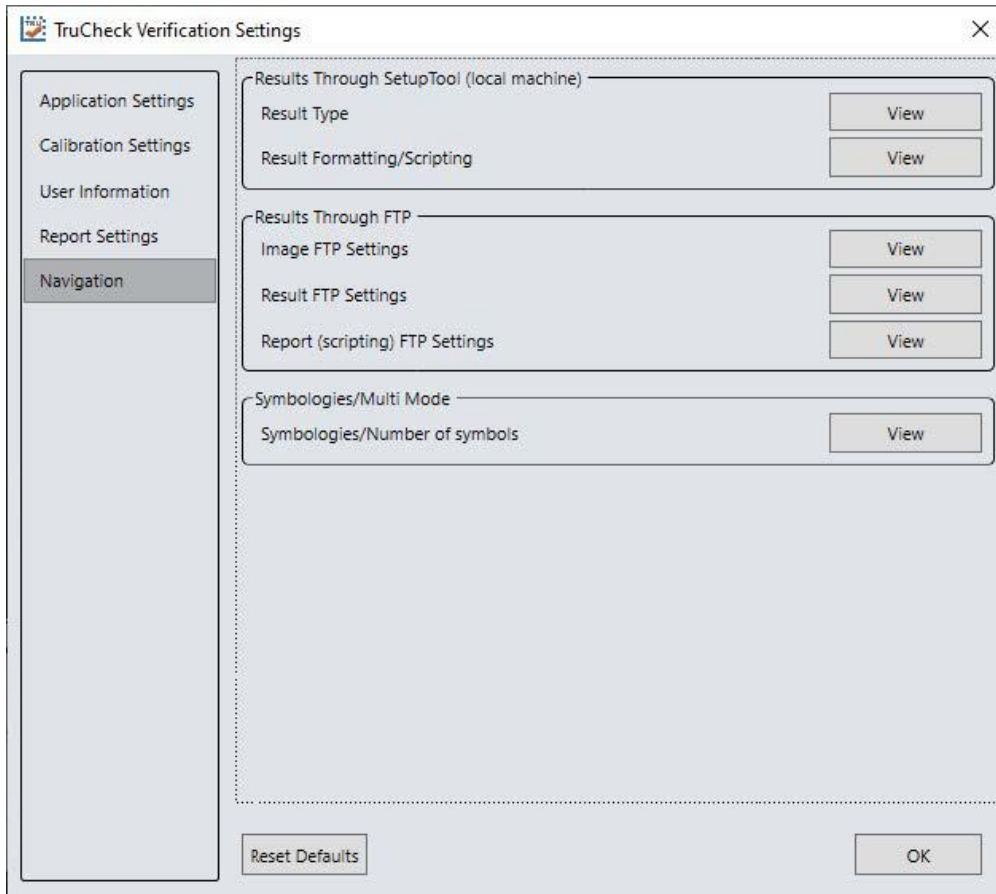 TruCheck Verification Settings
Application Settings
Calibration Settings
User Information
Report Settings
Navigation
Results Through SetupTool (local machine)
Result Type View
Result Formatting/Scripting View
Results Through FTP
Image FTP Settings View
Result FTP Settings View
Report (scripting) FTP Settings View
Symbologies/Multi Mode
Symbologies/Number of symbols View
Reset Defaults OK